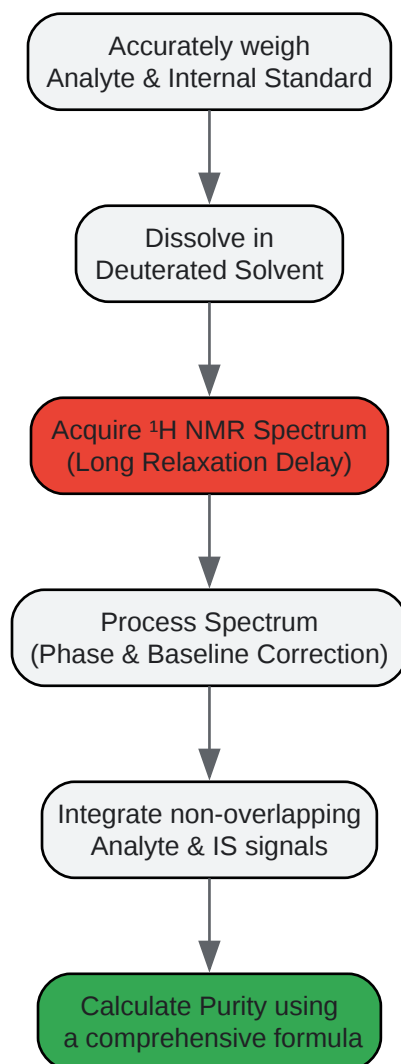 Accurately weigh
Analyte & Internal Standard
Dissolve in
Deuterated Solvent
Acquire ¹H NMR Spectrum
(Long Relaxation Delay)
Process Spectrum
(Phase & Baseline Correction)
Integrate non-overlapping
Analyte & IS signals
Calculate Purity using
a comprehensive formula